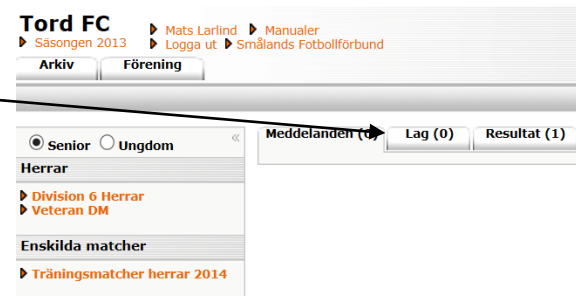 Tord FC
Säsongen 2013
Mats Larlind Manualer
Logga ut Smålands Fotbollförbund
Arkiv Förening
Senior Ungdom «
Meddelanden Lag (0) Resultat (1)
Herrar
Division 6 Herrar
Veteran DM
Enskilda matcher
Träningsmatcher herrar 2014